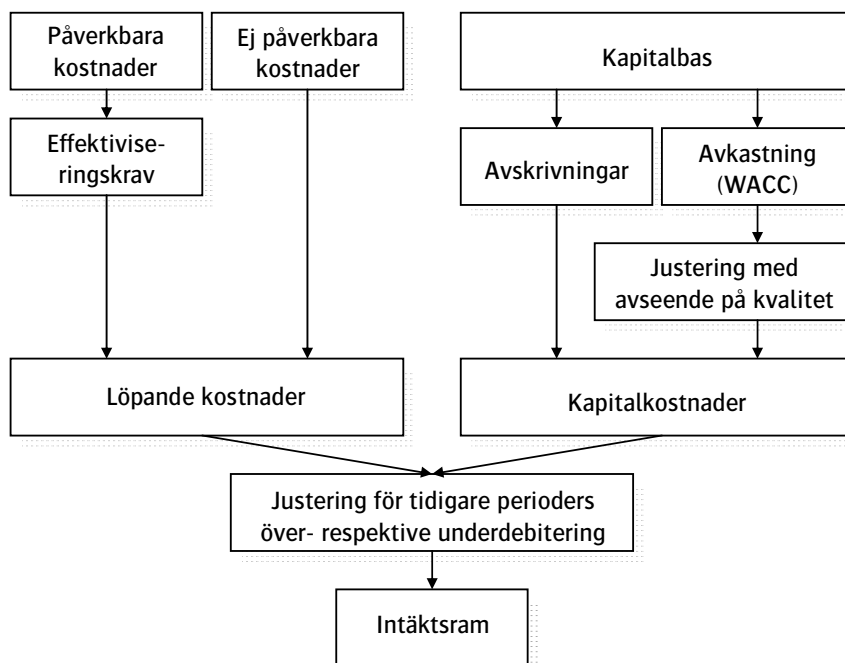 Påverkbara
kostnader
Ej påverkbara
kostnader
Kapitalbas
Effektivise-
ringskrav
Avskrivningar
Avkastning
(WACC)
Justering med
avseende på kvalitet
Löpande kostnader
Kapitalkostnader
Justering för tidigare perioders
över- respektive underdebitering
Intäktsram